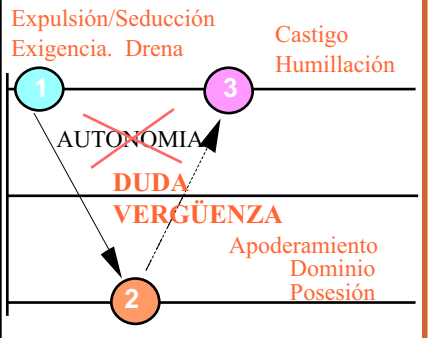 Expulsión/Seducción
Exigencia. Drena
Castigo
Humillación
1
3
AUTONOMIA
DUDA
VERGÜENZA
Apoderamiento
Dominio
Posesión
2